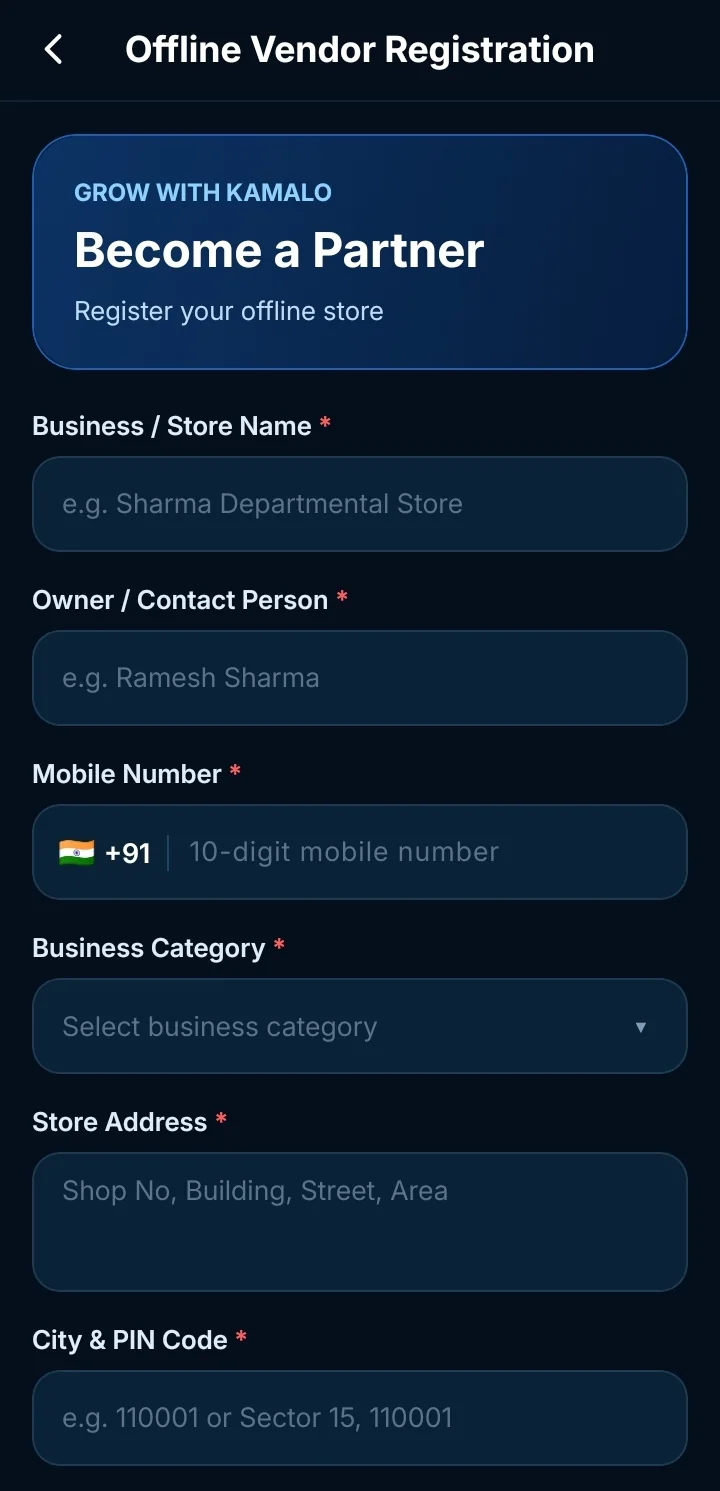 Offline Vendor Registration
GROW WITH KAMALO
Become a Partner
Register your offline store
Business / Store Name *
e.g. Sharma Departmental Store
Owner / Contact Person *
e.g. Ramesh Sharma
Mobile Number *
+91 10-digit mobile number
Business Category *
Select business category
Store Address *
Shop No, Building, Street, Area
City & PIN Code *
e.g. 110001 or Sector 15, 110001